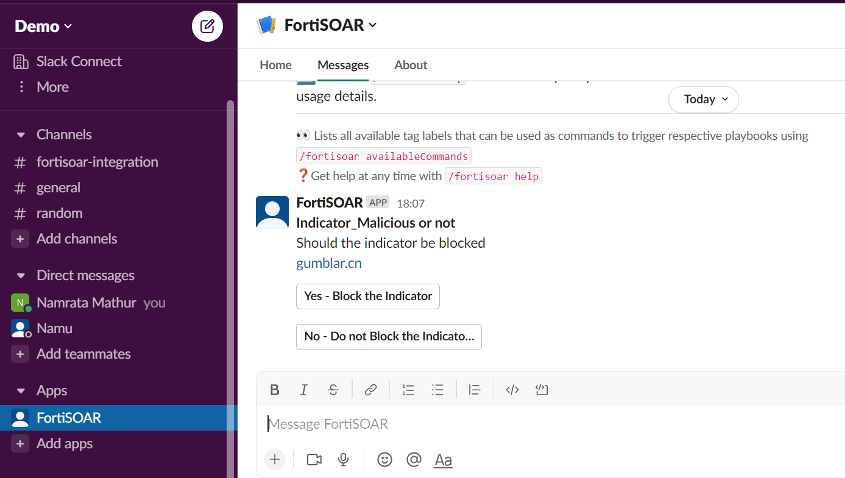 Demo
Slack Connect
More
Channels
# fortisoar-integration
# general
# random
+ Add channels
Direct messages
N Namrata Mathur you
Namu
+ Add teammates
Apps
FortiSOAR
+ Add apps
FortiSOAR
Home Messages About
usage details.
Today
👀 Lists all available tag labels that can be used as commands to trigger respective playbooks using
/fortisoar availableCommands
❓Get help at any time with /fortisoar help
FortiSOAR APP 18:07
Indicator_Malicious or not
Should the indicator be blocked
gumblar.cn
Yes - Block the Indicator
No - Do not Block the Indicato...
B I S
Message FortiSOAR
+ @ Aa